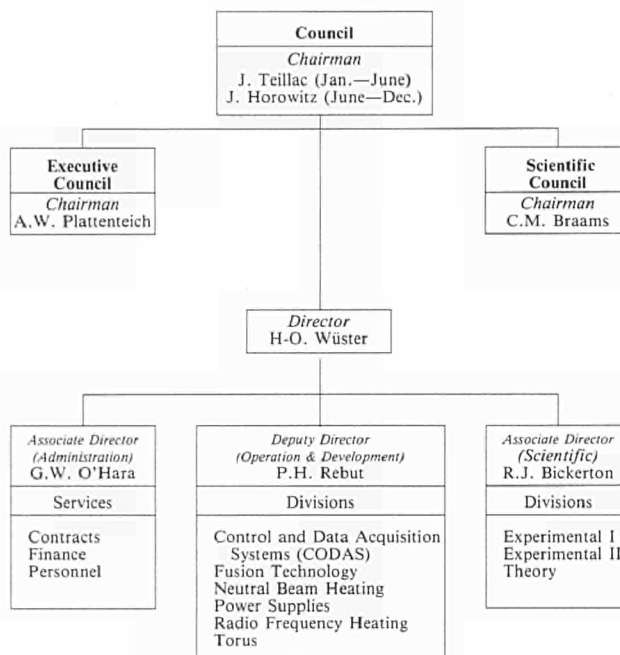 Council
Chairman
J. Teillac (Jan.—June)
J. Horowitz (June—Dec.)
Executive
Council
Chairman
A.W. Plattenteich
Scientific
Council
Chairman
C.M. Braams
Director
H-O. Wüster
Associate Director
(Administration)
G.W. O'Hara
Services
Contracts
Finance
Personnel
Deputy Director
(Operation & Development)
P.H. Rebut
Divisions
Control and Data Acquisition
Systems (CODAS)
Fusion Technology
Neutral Beam Heating
Power Supplies
Radio Frequency Heating
Torus
Associate Director
(Scientific)
R.J. Bickerton
Divisions
Experimental I
Experimental II
Theory